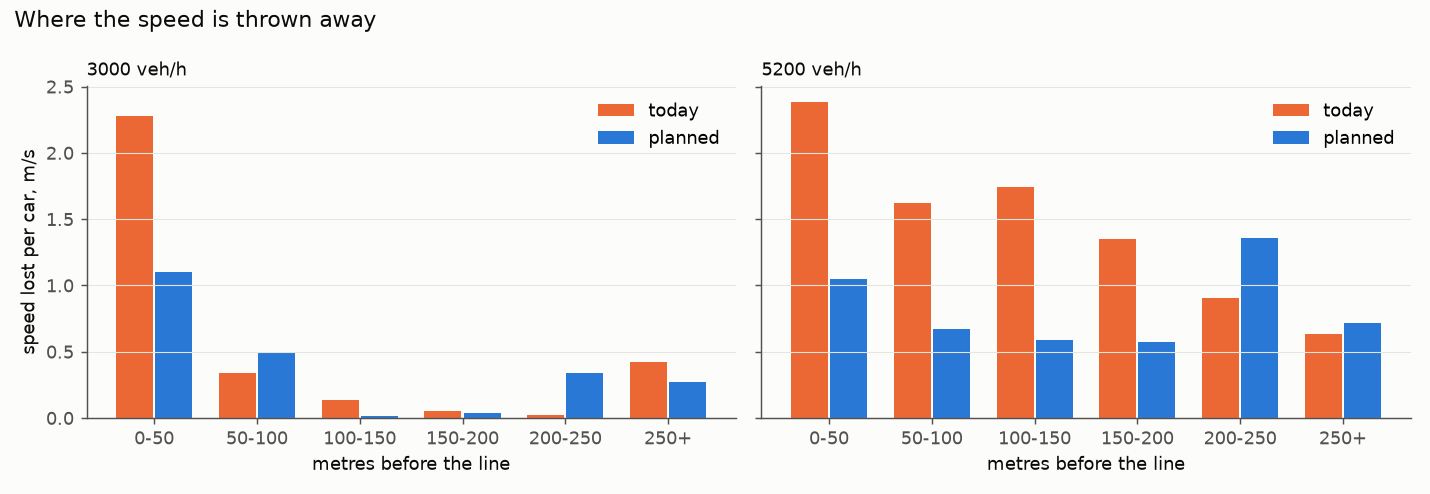 Where the speed is thrown away
3000 veh/h
speed lost per car, m/s
2.5
2.0
1.5
1.0
0.5
0.0
today
planned
0-50 50-100 100-150 150-200 200-250 250+
metres before the line
5200 veh/h
today
planned
0-50 50-100 100-150 150-200 200-250 250+
metres before the line